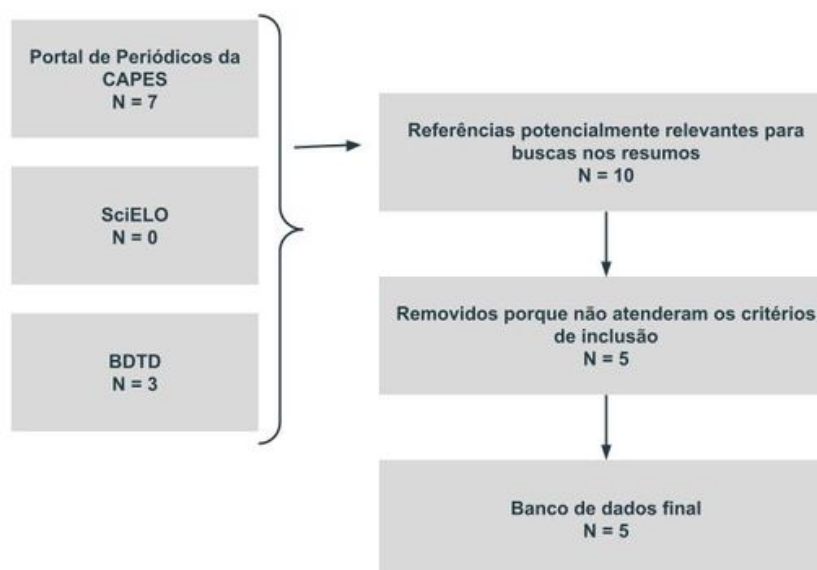 Portal de Periódicos da
CAPES
N = 7
SciELO
N = 0
BDTD
N = 3
Referências potencialmente relevantes para
buscas nos resumos
N = 10
Removidos porque não atenderam os critérios
de inclusão
N = 5
Banco de dados final
N = 5